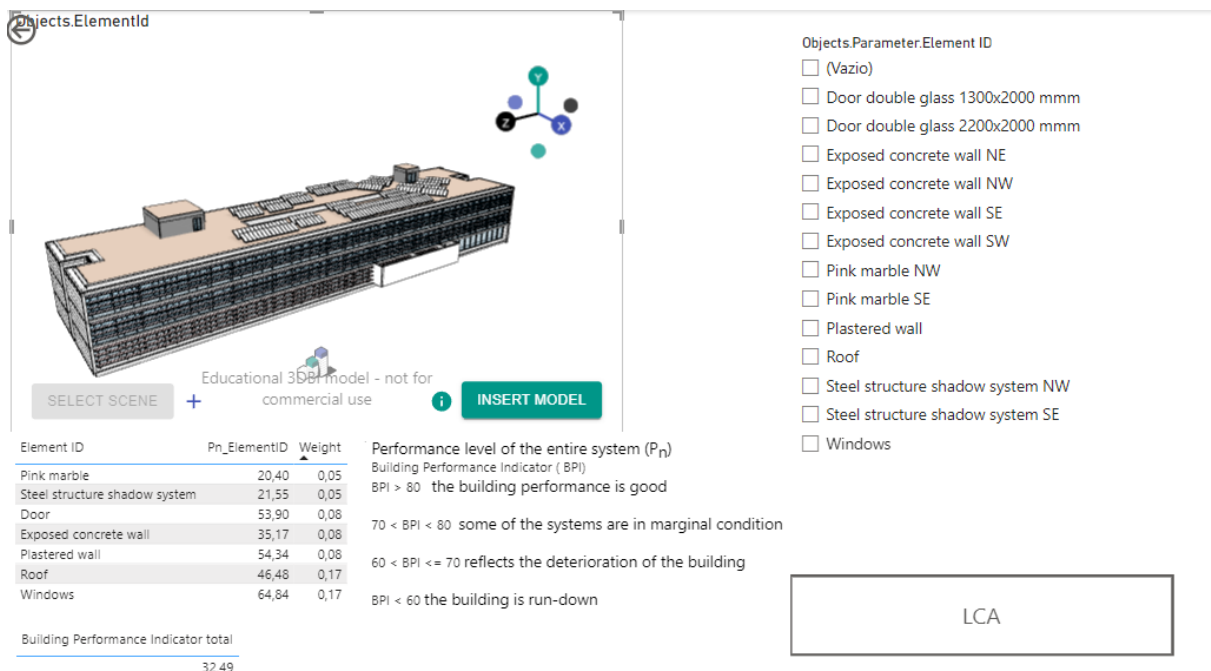 Objects.ElementId
Y
Z
X
Educational 3DBI model - not for
commercial use
SELECT SCENE
+
i
INSERT MODEL
Objects.Parameter.Element ID
(Vazio)
Door double glass 1300x2000 mmm
Door double glass 2200x2000 mmm
Exposed concrete wall NE
Exposed concrete wall NW
Exposed concrete wall SE
Exposed concrete wall SW
Pink marble NW
Pink marble SE
Plastered wall
Roof
Steel structure shadow system NW
Steel structure shadow system SE
Windows
Element ID Pn_ElementID Weight
Pink marble 20,40 0,05
Steel structure shadow system 21,55 0,05
Door 53,90 0,08
Exposed concrete wall 35,17 0,08
Plastered wall 54,34 0,08
Roof 46,48 0,17
Windows 64,84 0,17
Building Performance Indicator total
32,49
Performance level of the entire system (Pn)
Building Performance Indicator ( BPI)
BPI > 80 the building performance is good
70 < BPI < 80 some of the systems are in marginal condition
60 < BPI <= 70 reflects the deterioration of the building
BPI < 60 the building is run-down
LCA